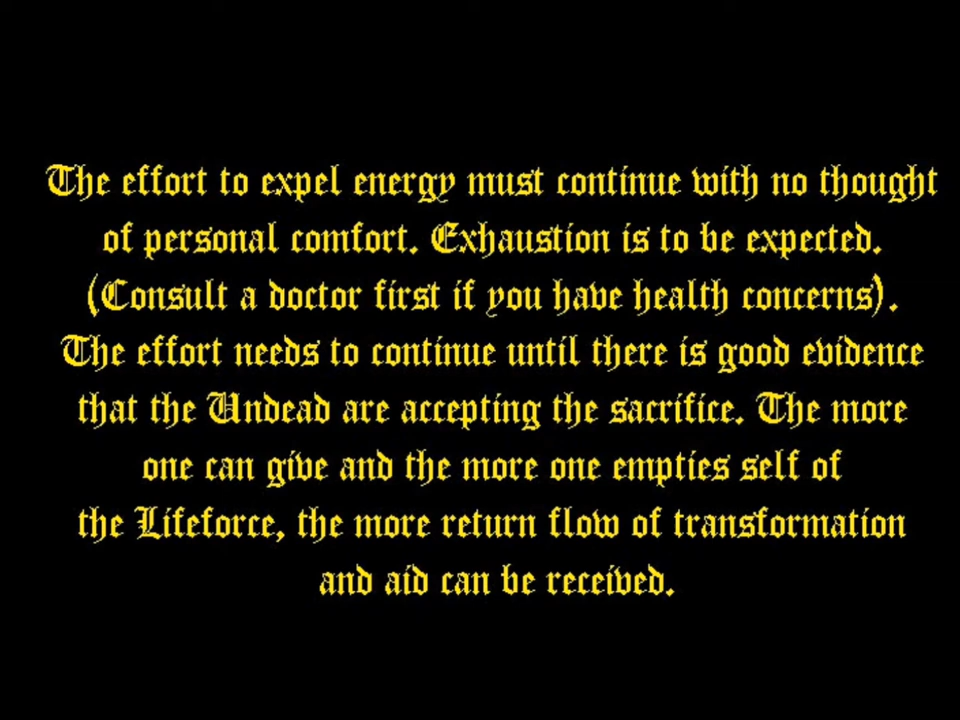 The effort to expel energy must continue with no thought
of personal comfort. Exhaustion is to be expected.
(Consult a doctor first if you have health concerns).
The effort needs to continue until there is good evidence
that the Undead are accepting the sacrifice. The more
one can give and the more one empties self of
the Lifeforce, the more return flow of transformation
and aid can be received.